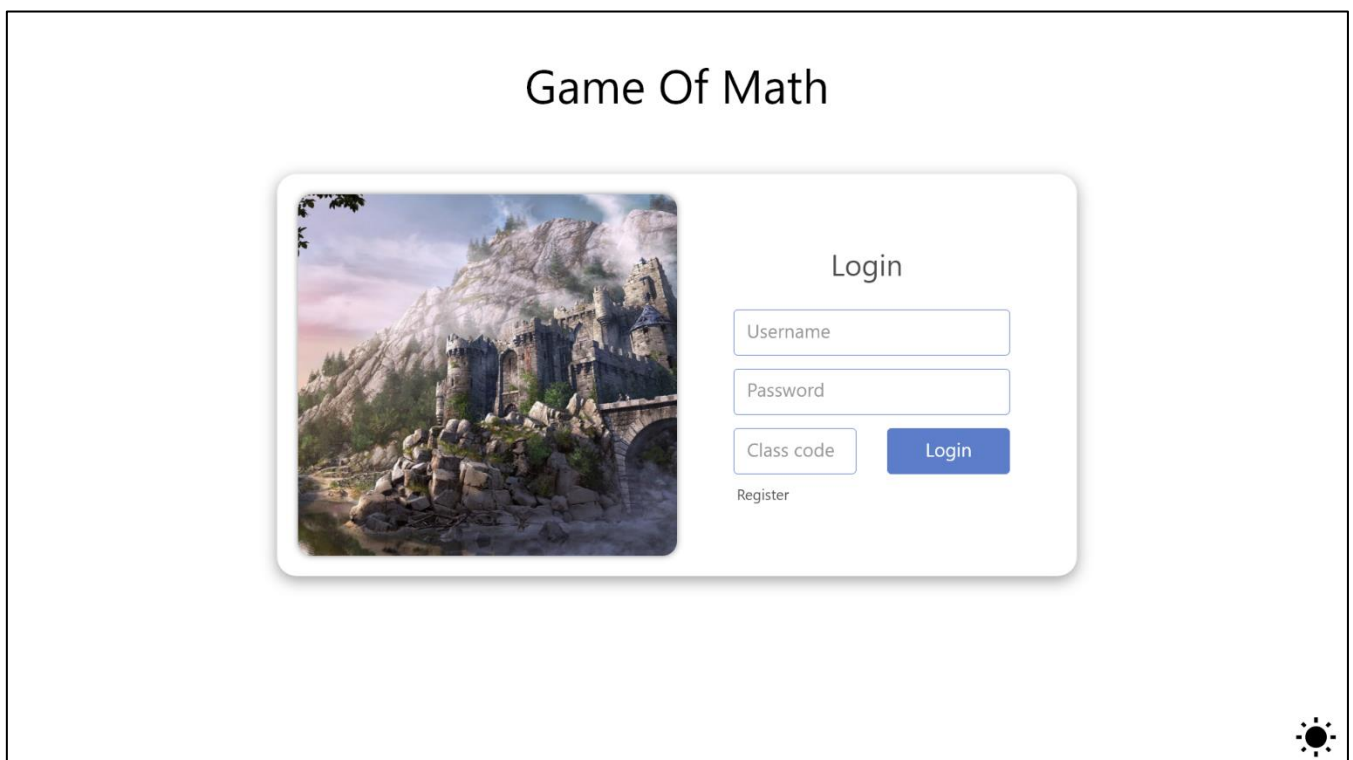 Game Of Math
Login
Username
Password
Class code
Login
Register